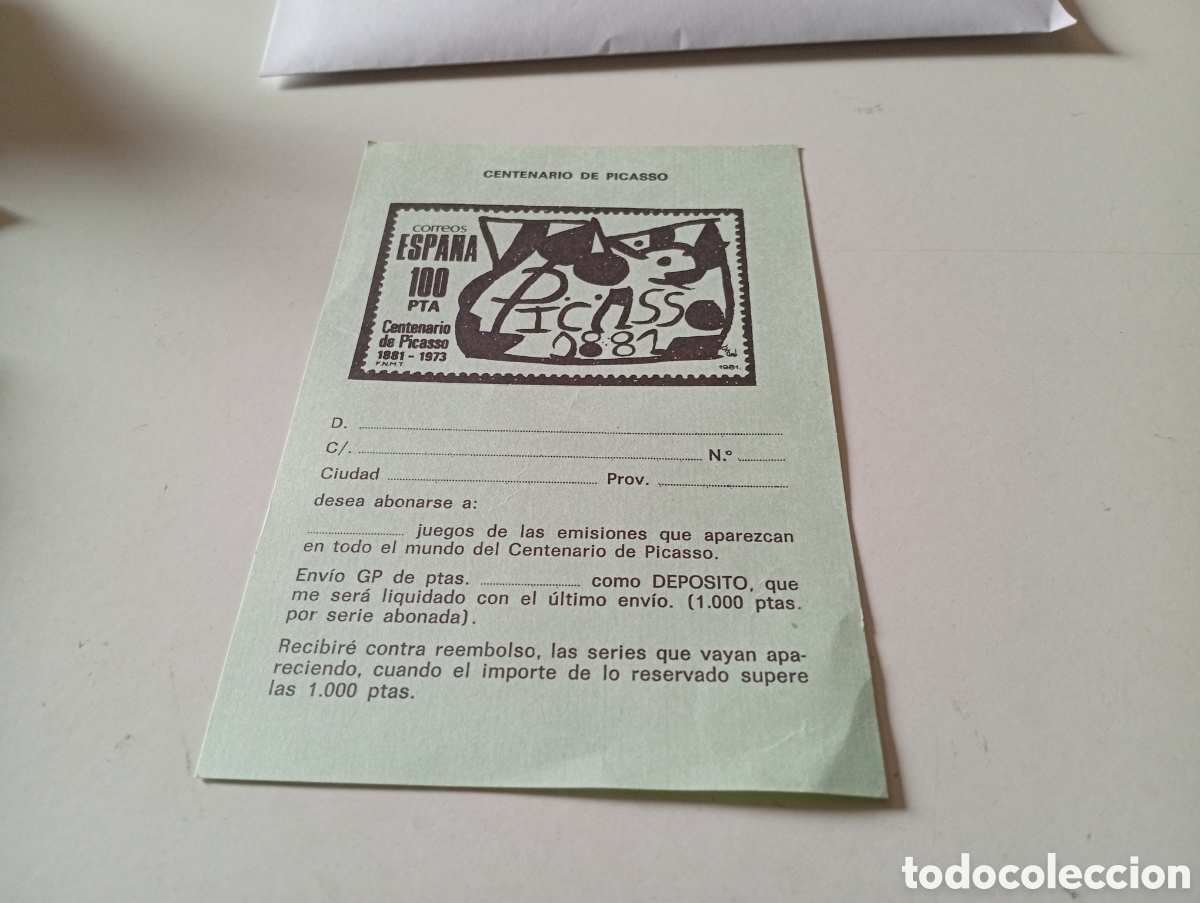 CENTENARIO DE PICASSO
correos
ESPAÑA
100
PTA
Centenario
de Picasso
1881 - 1973
F.N.M.T.
PiCASSO
1881
1981.
D.
C/. N.º
Ciudad Prov.
desea abonarse a:
juegos de las emisiones que aparezcan
en todo el mundo del Centenario de Picasso.
Envío GP de ptas. como DEPOSITO, que
me será liquidado con el último envío. (1.000 ptas.
por serie abonada).
Recibiré contra reembolso, las series que vayan apa-
reciendo, cuando el importe de lo reservado supere
las 1.000 ptas.
todocoleccion